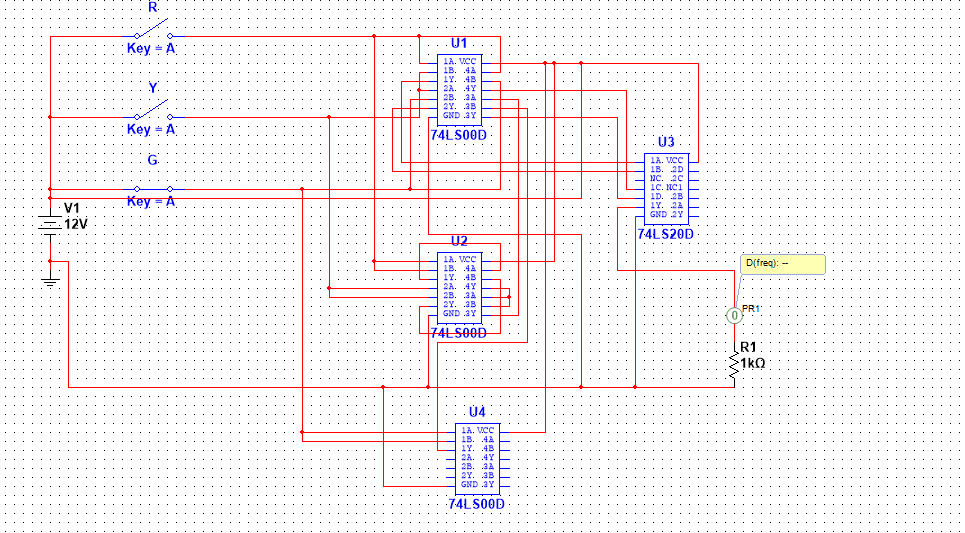 R
Key = A
Y
Key = A
G
Key = A
V1
12V
U1
1A. VCC
1B. .4A
1Y. .4B
2A. .4Y
2B. .3A
2Y. .3B
GND .3Y
74LS00D
U3
1A. VCC
1B. .2D
NC. .2C
1C. NC1
1D. .2B
1Y. .2A
GND .2Y
74LS20D
U2
1A. VCC
1B. .4A
1Y. .4B
2A. .4Y
2B. .3A
2Y. .3B
GND .3Y
74LS00D
D(freq): --
0
PR1
R1
1kΩ
U4
1A. VCC
1B. .4A
1Y. .4B
2A. .4Y
2B. .3A
2Y. .3B
GND .3Y
74LS00D